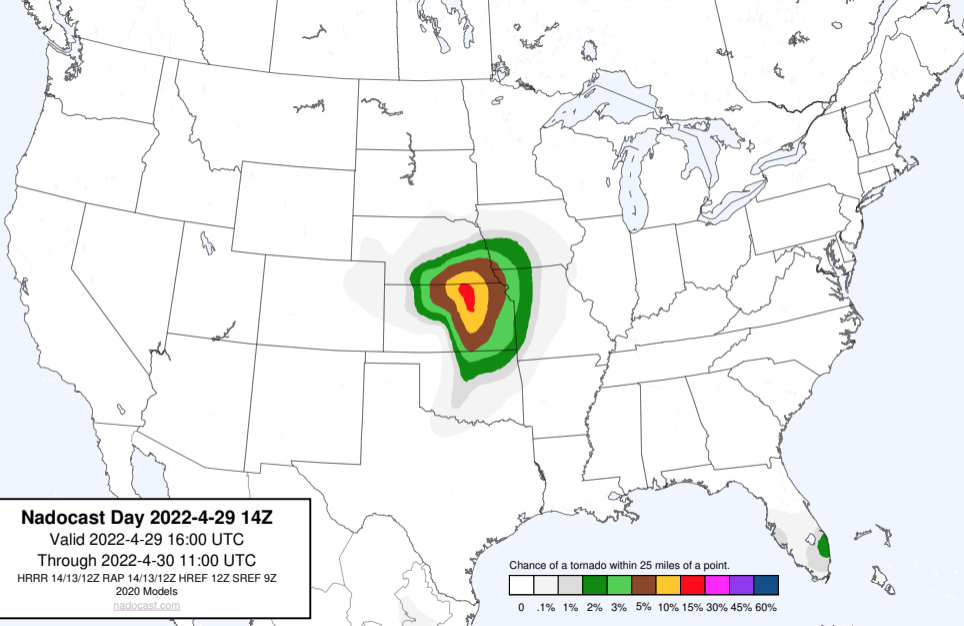 Nadocast Day 2022-4-29 14Z
Valid 2022-4-29 16:00 UTC
Through 2022-4-30 11:00 UTC
HRRR 14/13/12Z RAP 14/13/12Z HREF 12Z SREF 9Z
2020 Models
nadocast.com
Chance of a tornado within 25 miles of a point.
0 .1% 1% 2% 3% 5% 10% 15% 30% 45% 60%